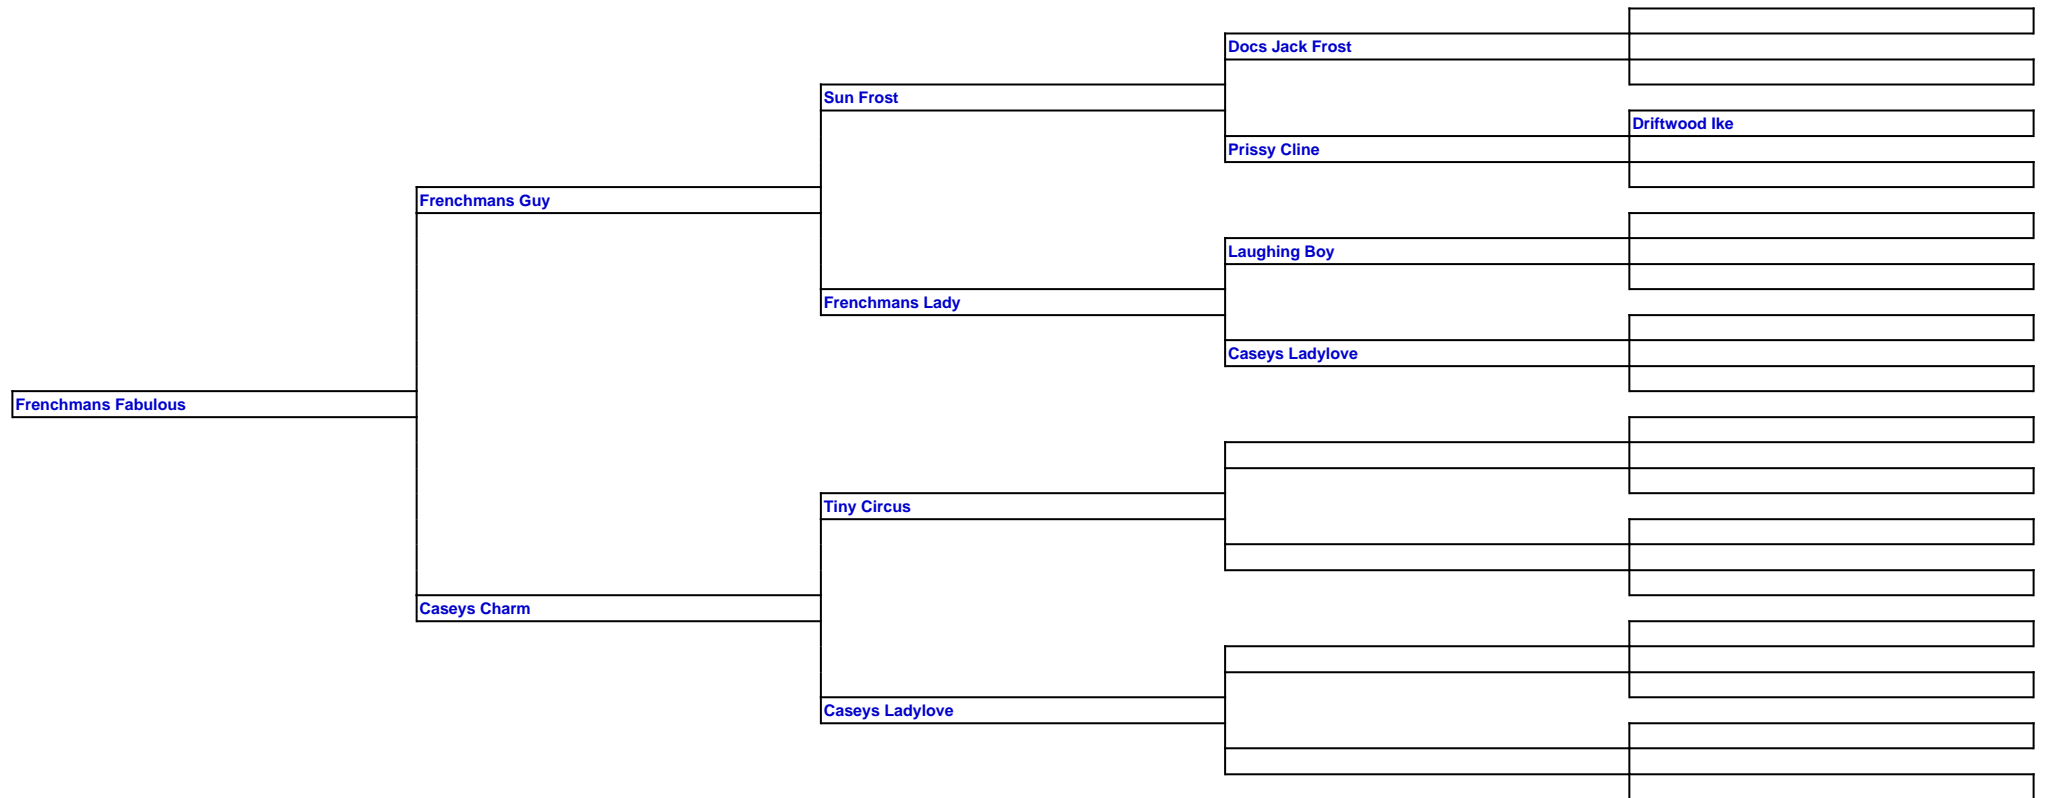 Docs Jack Frost
Sun Frost
Driftwood Ike
Prissy Cline
Frenchmans Guy
Laughing Boy
Frenchmans Lady
Caseys Ladylove
Frenchmans Fabulous
Tiny Circus
Caseys Charm
Caseys Ladylove